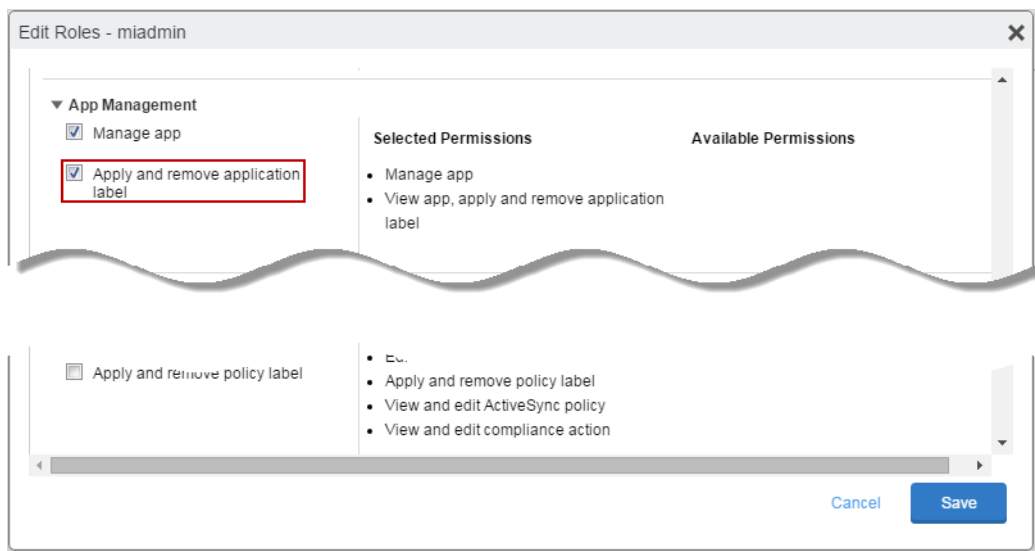 Edit Roles - miadmin
App Management
Manage app
Selected Permissions
Available Permissions
Apply and remove application
label
• Manage app
• View app, apply and remove application
label
Apply and remove policy label
• Apply and remove policy label
• View and edit ActiveSync policy
• View and edit compliance action
Cancel
Save